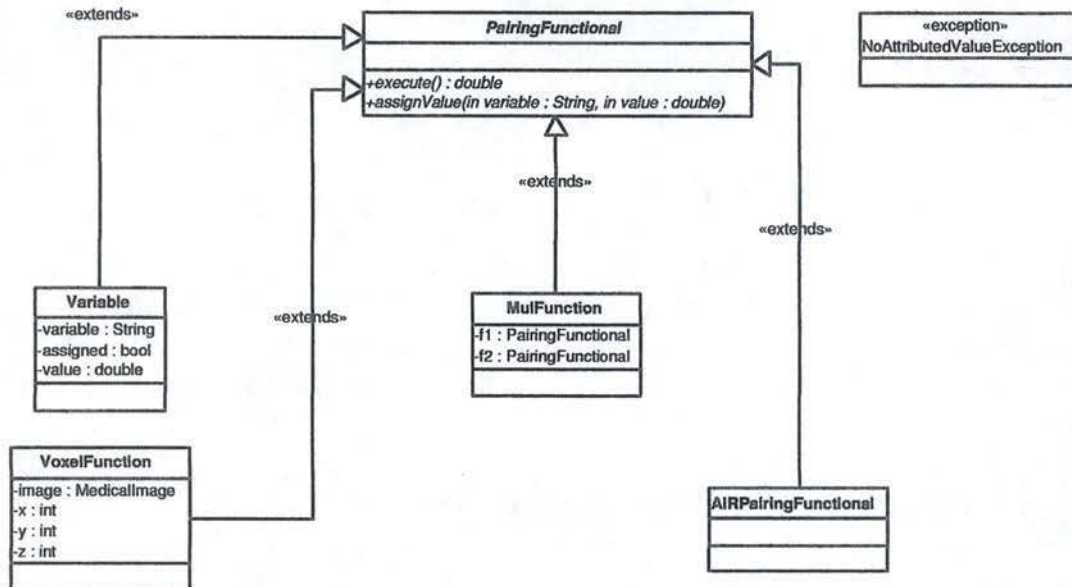 «extends»
PairingFunctional
+execute() : double
+assignValue(in variable : String, in value : double)
«exception»
NoAttributedValueException
«extends»
«extends»
«extends»
Variable
-variable : String
-assigned : bool
-value : double
MulFunction
-f1 : PairingFunctional
-f2 : PairingFunctional
VoxelFunction
-image : MedicalImage
-x : int
-y : int
-z : int
AIRPairingFunctional